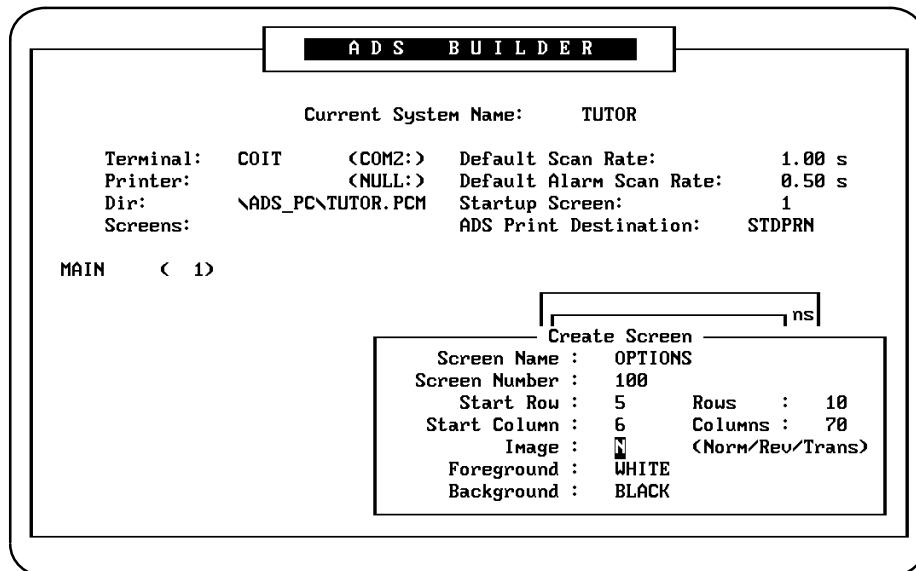 ADS BUILDER
Current System Name: TUTOR
Terminal: COIT (COM2:) Default Scan Rate: 1.00 s
Printer: (NULL:) Default Alarm Scan Rate: 0.50 s
Dir: \ADS_PC\TUTOR.PCM Startup Screen: 1
Screens: ADS Print Destination: STDPRN
MAIN ( 1)
ns
Create Screen
Screen Name : OPTIONS
Screen Number : 100
Start Row : 5 Rows : 10
Start Column : 6 Columns : 70
Image : N (Norm/Rev/Trans)
Foreground : WHITE
Background : BLACK